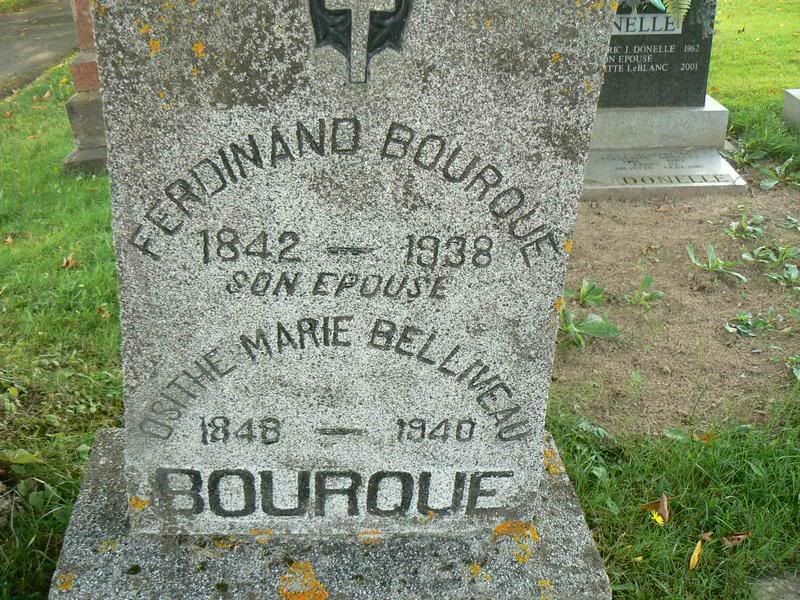 FERDINAND BOURQUE
1842 — 1938
SON EPOUSE
OSITHE MARIE BELLIVEAU
1848 — 1940
BOURQUE
NELLE
RIC J. DONELLE 1962
ON EPOUSE
TTE LEBLANC 2001
DONELLE